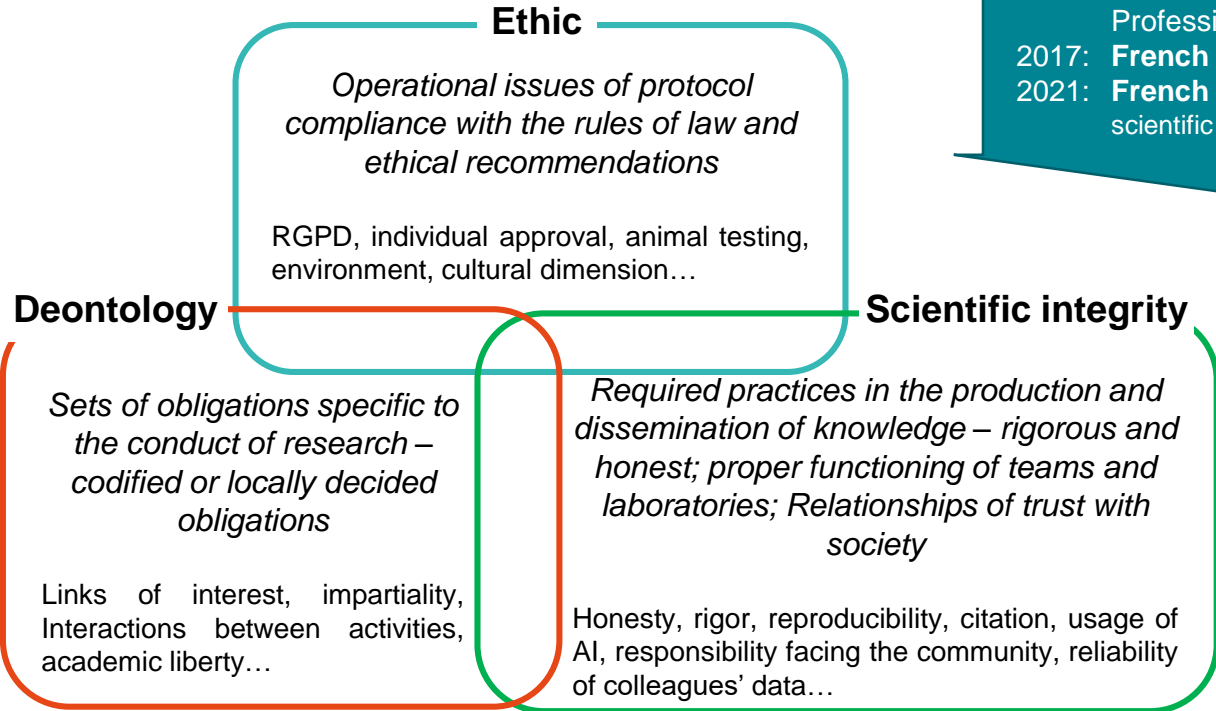 Ethic
Operational issues of protocol
compliance with the rules of law and
ethical recommendations
RGPD, individual approval, animal testing,
environment, cultural dimension…
2017: French
2021: French
scientific
Deontology
Sets of obligations specific to
the conduct of research –
codified or locally decided
obligations
Links of interest, impartiality,
Interactions between activities,
academic liberty…
Scientific integrity
Required practices in the production and
dissemination of knowledge – rigorous and
honest; proper functioning of teams and
laboratories; Relationships of trust with
society
Honesty, rigor, reproducibility, citation, usage of
AI, responsibility facing the community, reliability
of colleagues' data…